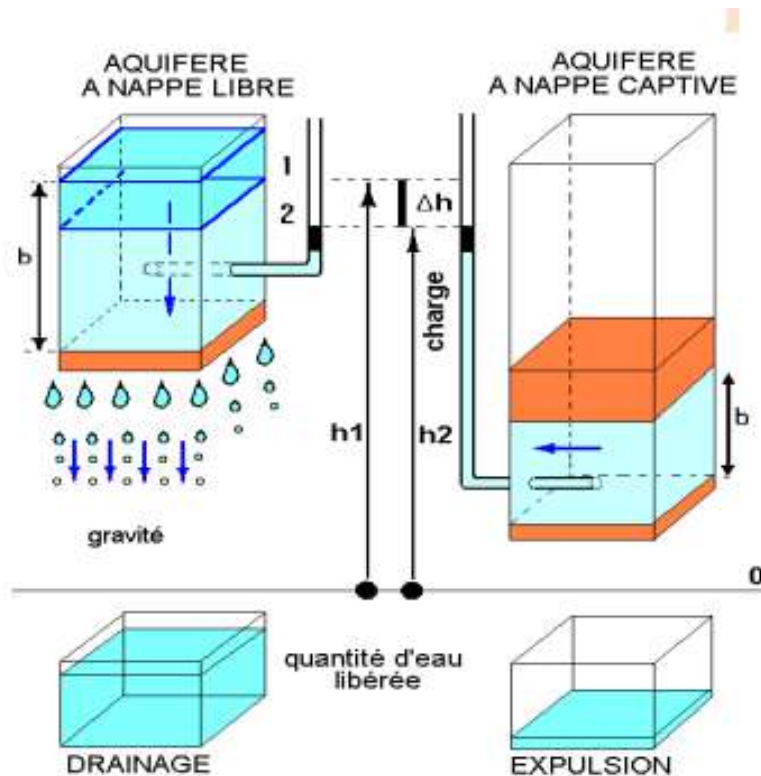 AQUIFERE
A NAPPE LIBRE
AQUIFERE
A NAPPE CAPTIVE
1
2
b
Δh
charge
h1
h2
b
gravité
0
quantité d'eau
libérée
DRAINAGE
EXPULSION